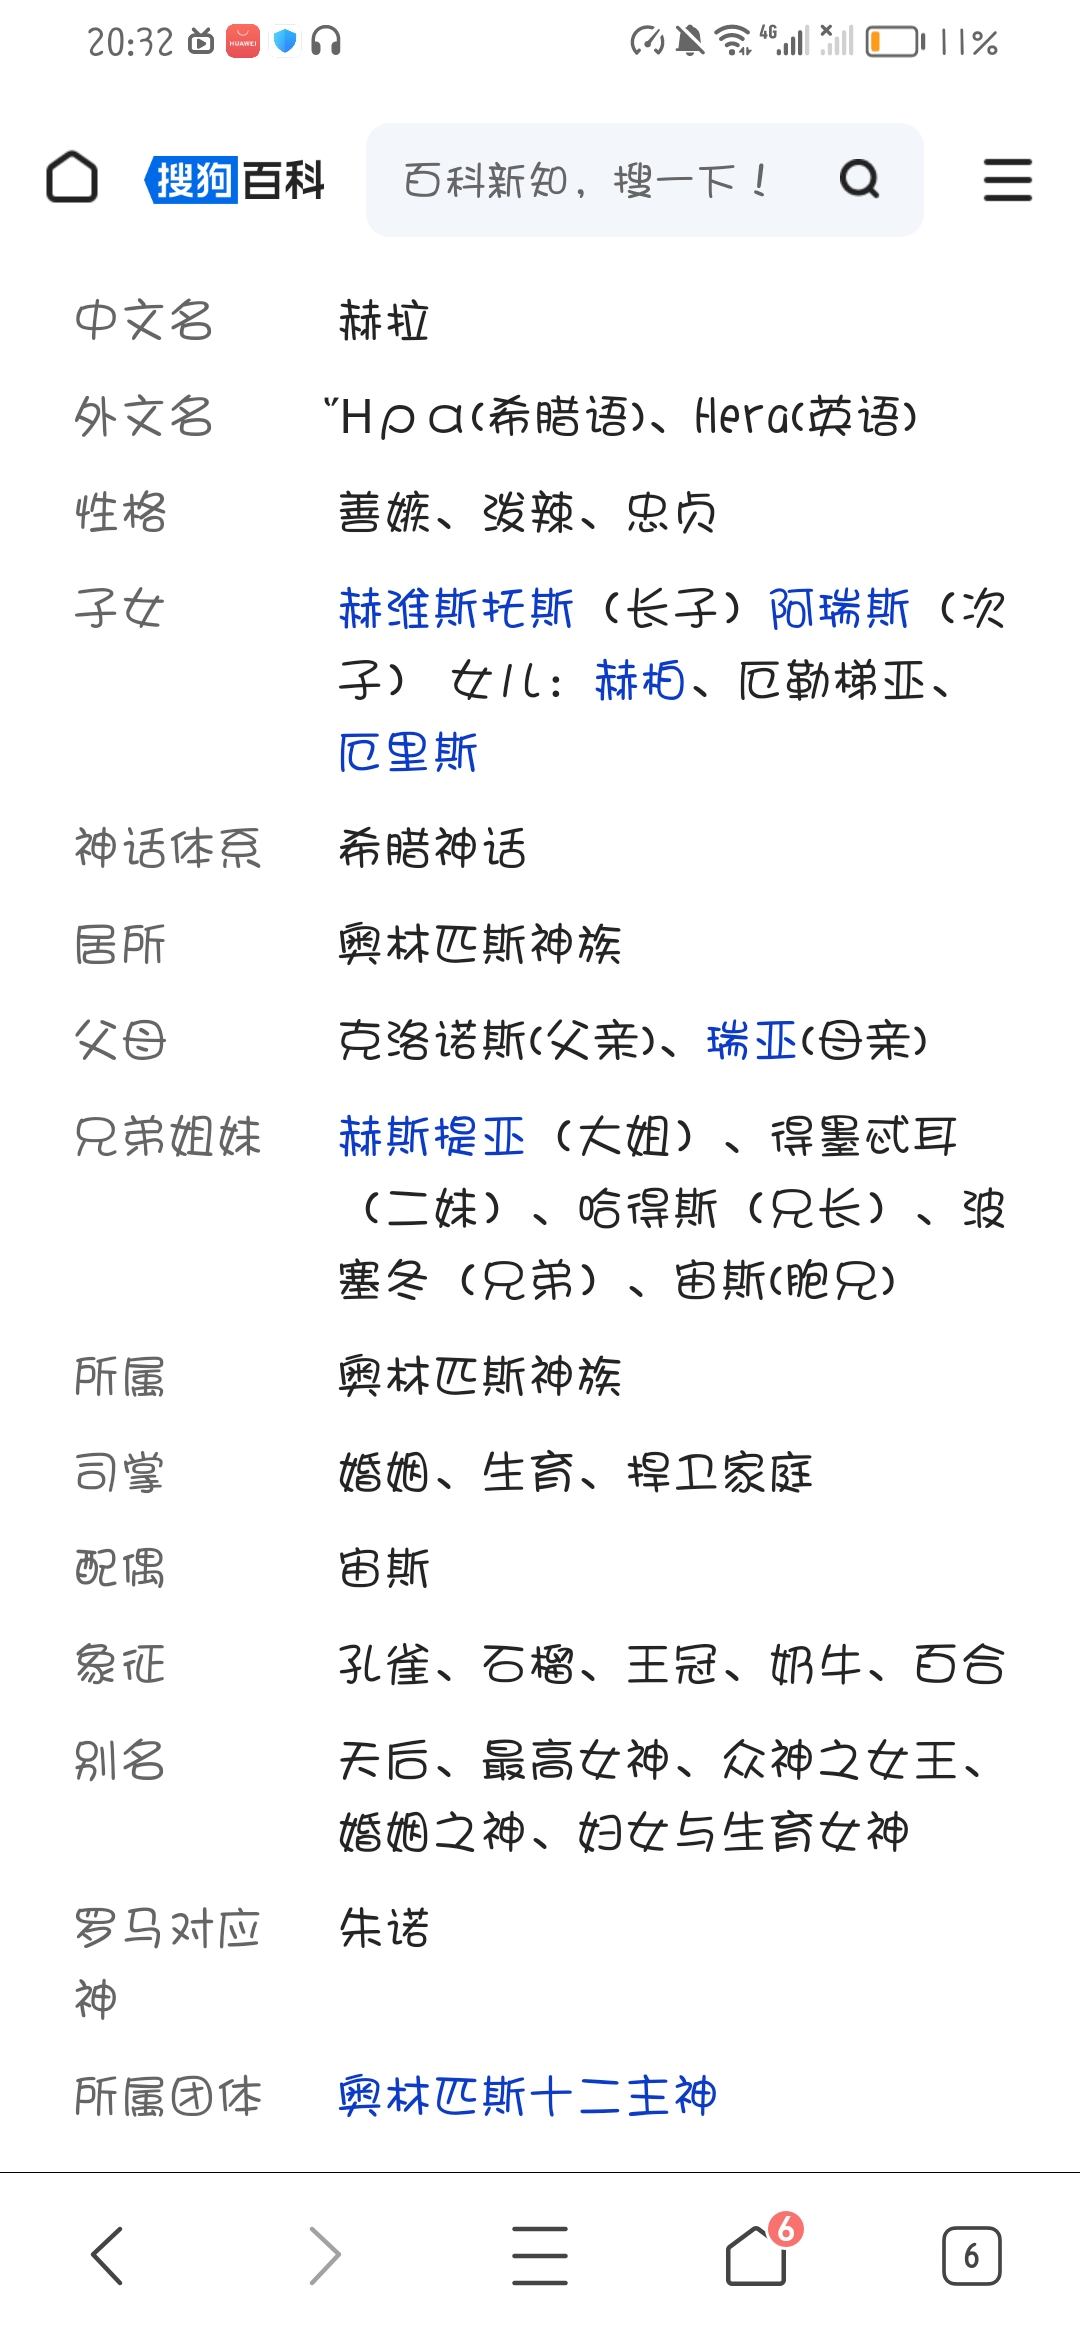 20:32 HUAWEI 4G 11%
搜狗百科 百科新知，搜一下！
中文名 赫拉
外文名 Ἥρα(希腊语)、Hera(英语)
性格 善嫉、泼辣、忠贞
子女 赫淮斯托斯（长子）阿瑞斯（次
子） 女儿：赫柏、厄勒梯亚、
厄里斯
神话体系 希腊神话
居所 奥林匹斯神族
父母 克洛诺斯(父亲)、瑞亚(母亲)
兄弟姐妹 赫斯提亚（大姐）、得墨忒耳
（二妹）、哈得斯（兄长）、波
塞冬（兄弟）、宙斯(胞兄)
所属 奥林匹斯神族
司掌 婚姻、生育、捍卫家庭
配偶 宙斯
象征 孔雀、石榴、王冠、奶牛、百合
别名 天后、最高女神、众神之女王、
婚姻之神、妇女与生育女神
罗马对应 朱诺
神
所属团体 奥林匹斯十二主神
6 6